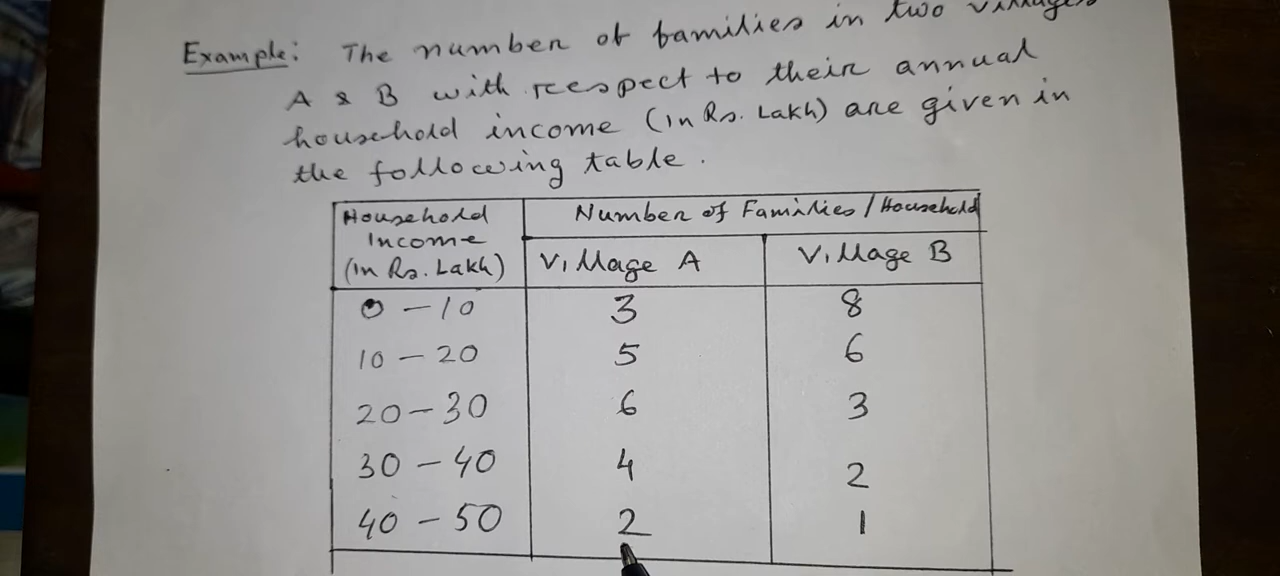 Example: The number of families in two villages
A & B with respect to their annual
household income (in Rs. Lakh) are given in
the following table.
Household Income (in Rs. Lakh) Number of Families / Household
Village A Village B
0 - 10 3 8
10 - 20 5 6
20 - 30 6 3
30 - 40 4 2
40 - 50 2 1